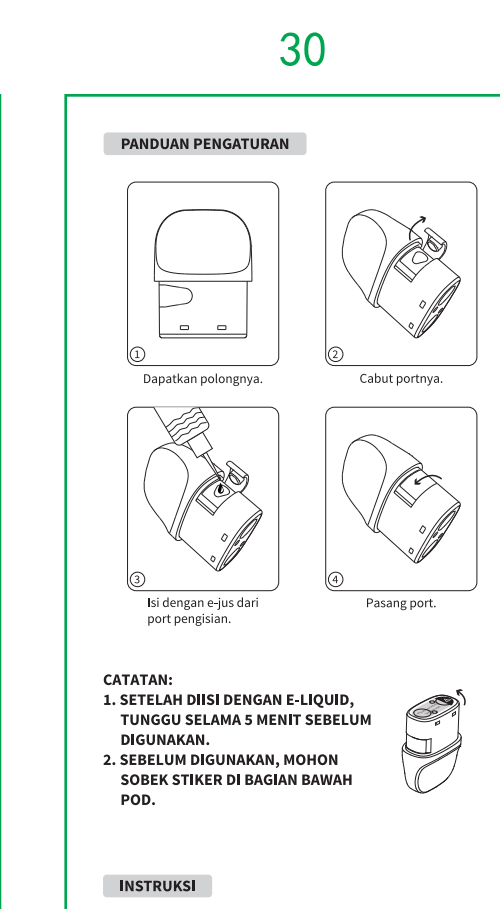 30
PANDUAN PENGATURAN
1
Dapatkan polongnya.
2
Cabut portnya.
3
Isi dengan e-jus dari
port pengisian.
4
Pasang port.
CATATAN:
1. SETELAH DIISI DENGAN E-LIQUID,
TUNGGU SELAMA 5 MENIT SEBELUM
DIGUNAKAN.
2. SEBELUM DIGUNAKAN, MOHON
SOBEK STIKER DI BAGIAN BAWAH
POD.
INSTRUKSI